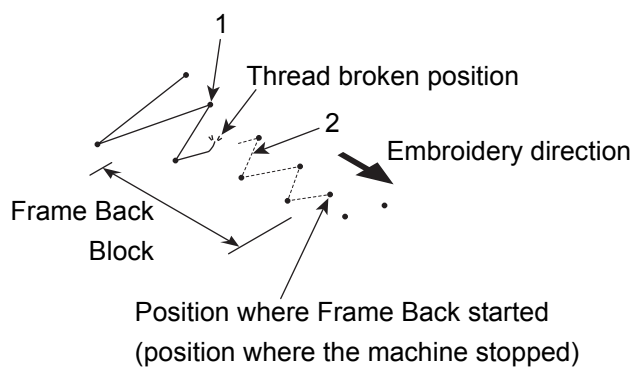 1
Thread broken position
2
Embroidery direction
Frame Back
Block
Position where Frame Back started
(position where the machine stopped)